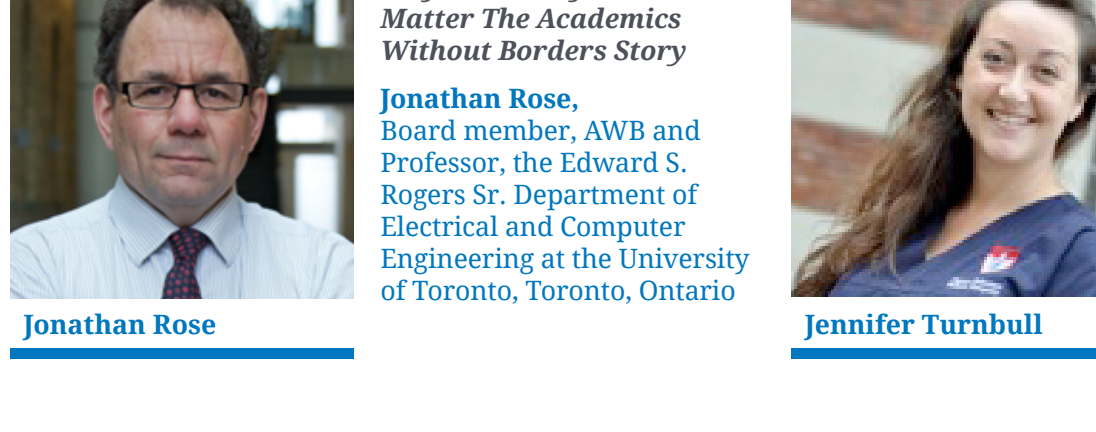 Matter The Academics
Without Borders Story
Jonathan Rose,
Board member, AWB and
Professor, the Edward S.
Rogers Sr. Department of
Electrical and Computer
Engineering at the University
of Toronto, Toronto, Ontario
Jonathan Rose
Jennifer Turnbull